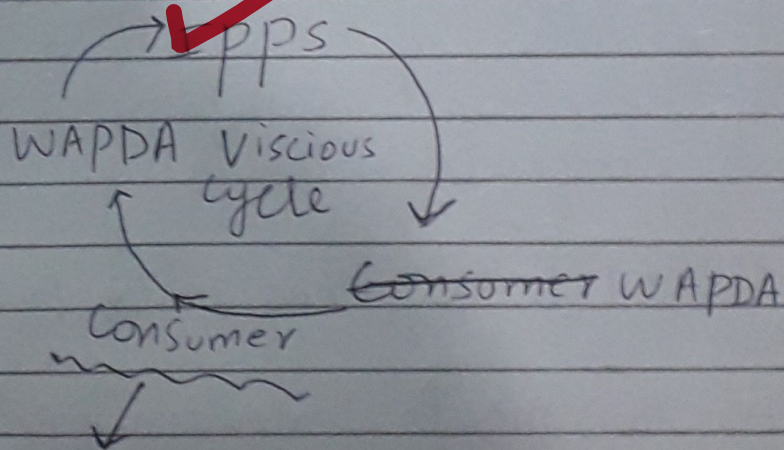 IPPS
WAPDA Viscious
Cycle
~~Consumer~~ WAPDA
Consumer